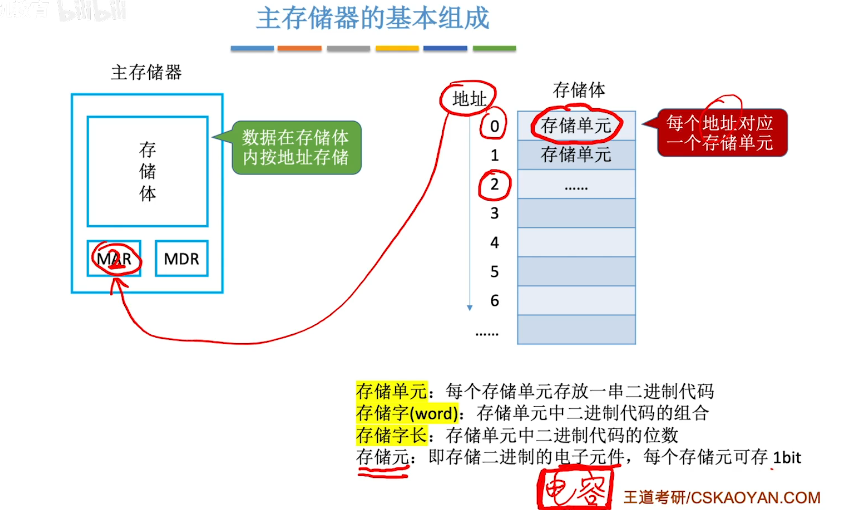 bilibili
主存储器的基本组成
主存储器
存储体
MAR
2
MDR
数据在存储体
内按地址存储
地址
存储体
0
存储单元
1
存储单元
2
……
3
4
5
6
……
每个地址对应
一个存储单元
存储单元：每个存储单元存放一串二进制代码
存储字(word)：存储单元中二进制代码的组合
存储字长：存储单元中二进制代码的位数
存储元：即存储二进制的电子元件，每个存储元可存 1bit
电容
王道考研/CSKAOYAN.COM